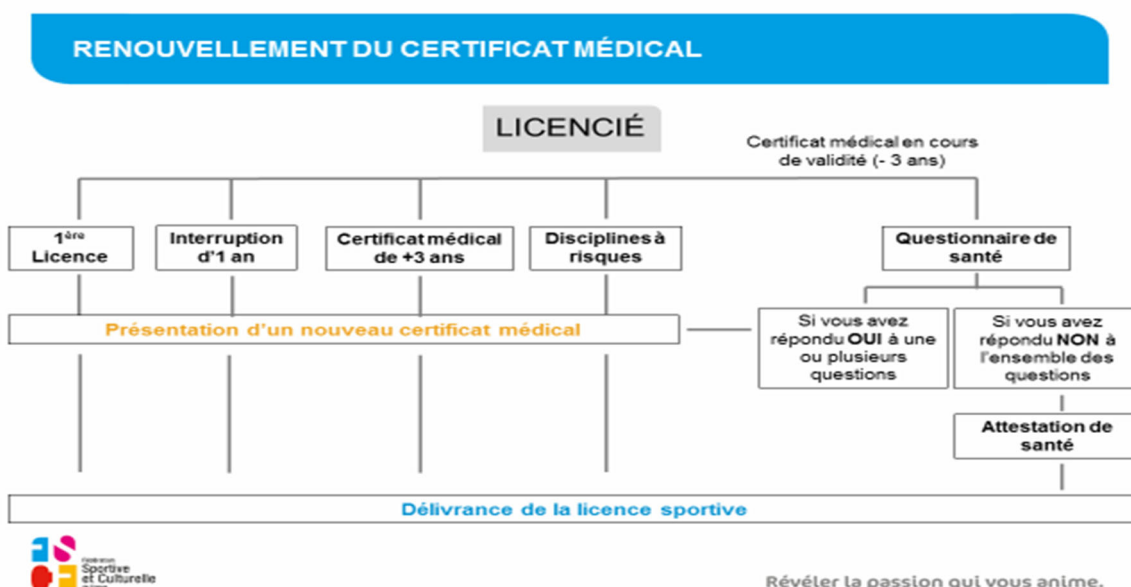 RENOUVELLEMENT DU CERTIFICAT MÉDICAL
LICENCIÉ
Certificat médical en cours
de validité (- 3 ans)
1ère
Licence
Interruption
d'1 an
Certificat médical
de +3 ans
Disciplines à
risques
Questionnaire de
santé
Présentation d'un nouveau certificat médical
Si vous avez
répondu OUI à une
ou plusieurs
questions
Si vous avez
répondu NON à
l'ensemble des
questions
Attestation de
santé
Délivrance de la licence sportive
Sportive
et Culturelle
Révéler la passion qui vous anime.